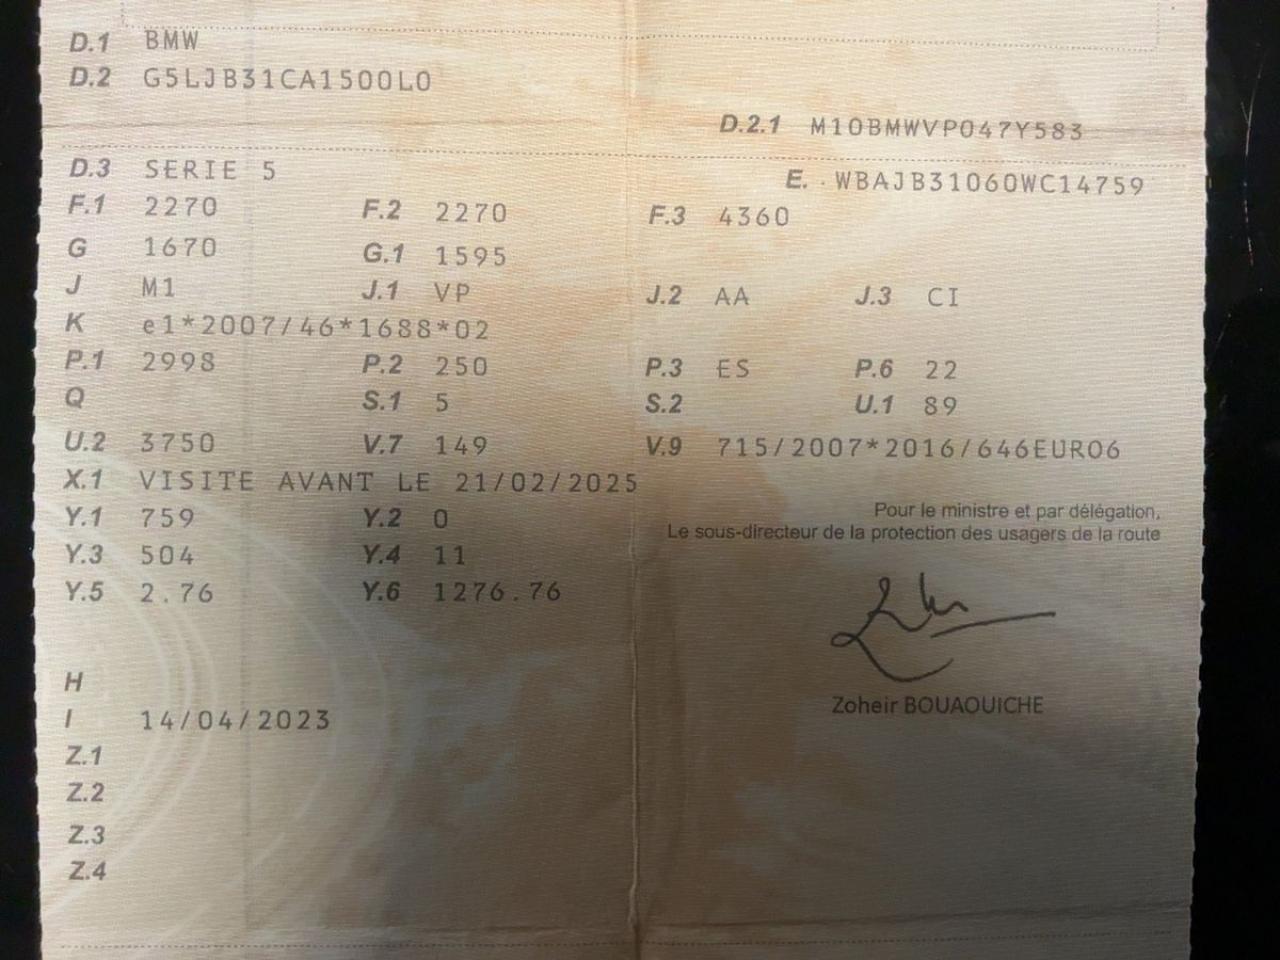 D.1 BMW
D.2 G5LJB31CA1500L0
D.2.1 M10BMWVP047Y583
D.3 SERIE 5
E. WBAJB31060WC14759
F.1 2270 F.2 2270 F.3 4360
G 1670 G.1 1595
J M1 J.1 VP J.2 AA J.3 CI
K e1*2007/46*1688*02
P.1 2998 P.2 250 P.3 ES P.6 22
Q S.1 5 S.2 U.1 89
U.2 3750 V.7 149 V.9 715/2007*2016/646EURO6
X.1 VISITE AVANT LE 21/02/2025
Y.1 759 Y.2 0
Pour le ministre et par délégation,
Le sous-directeur de la protection des usagers de la route
Y.3 504 Y.4 11
Y.5 2.76 Y.6 1276.76
H
Zoheir BOUAOUICHE
I 14/04/2023
Z.1
Z.2
Z.3
Z.4